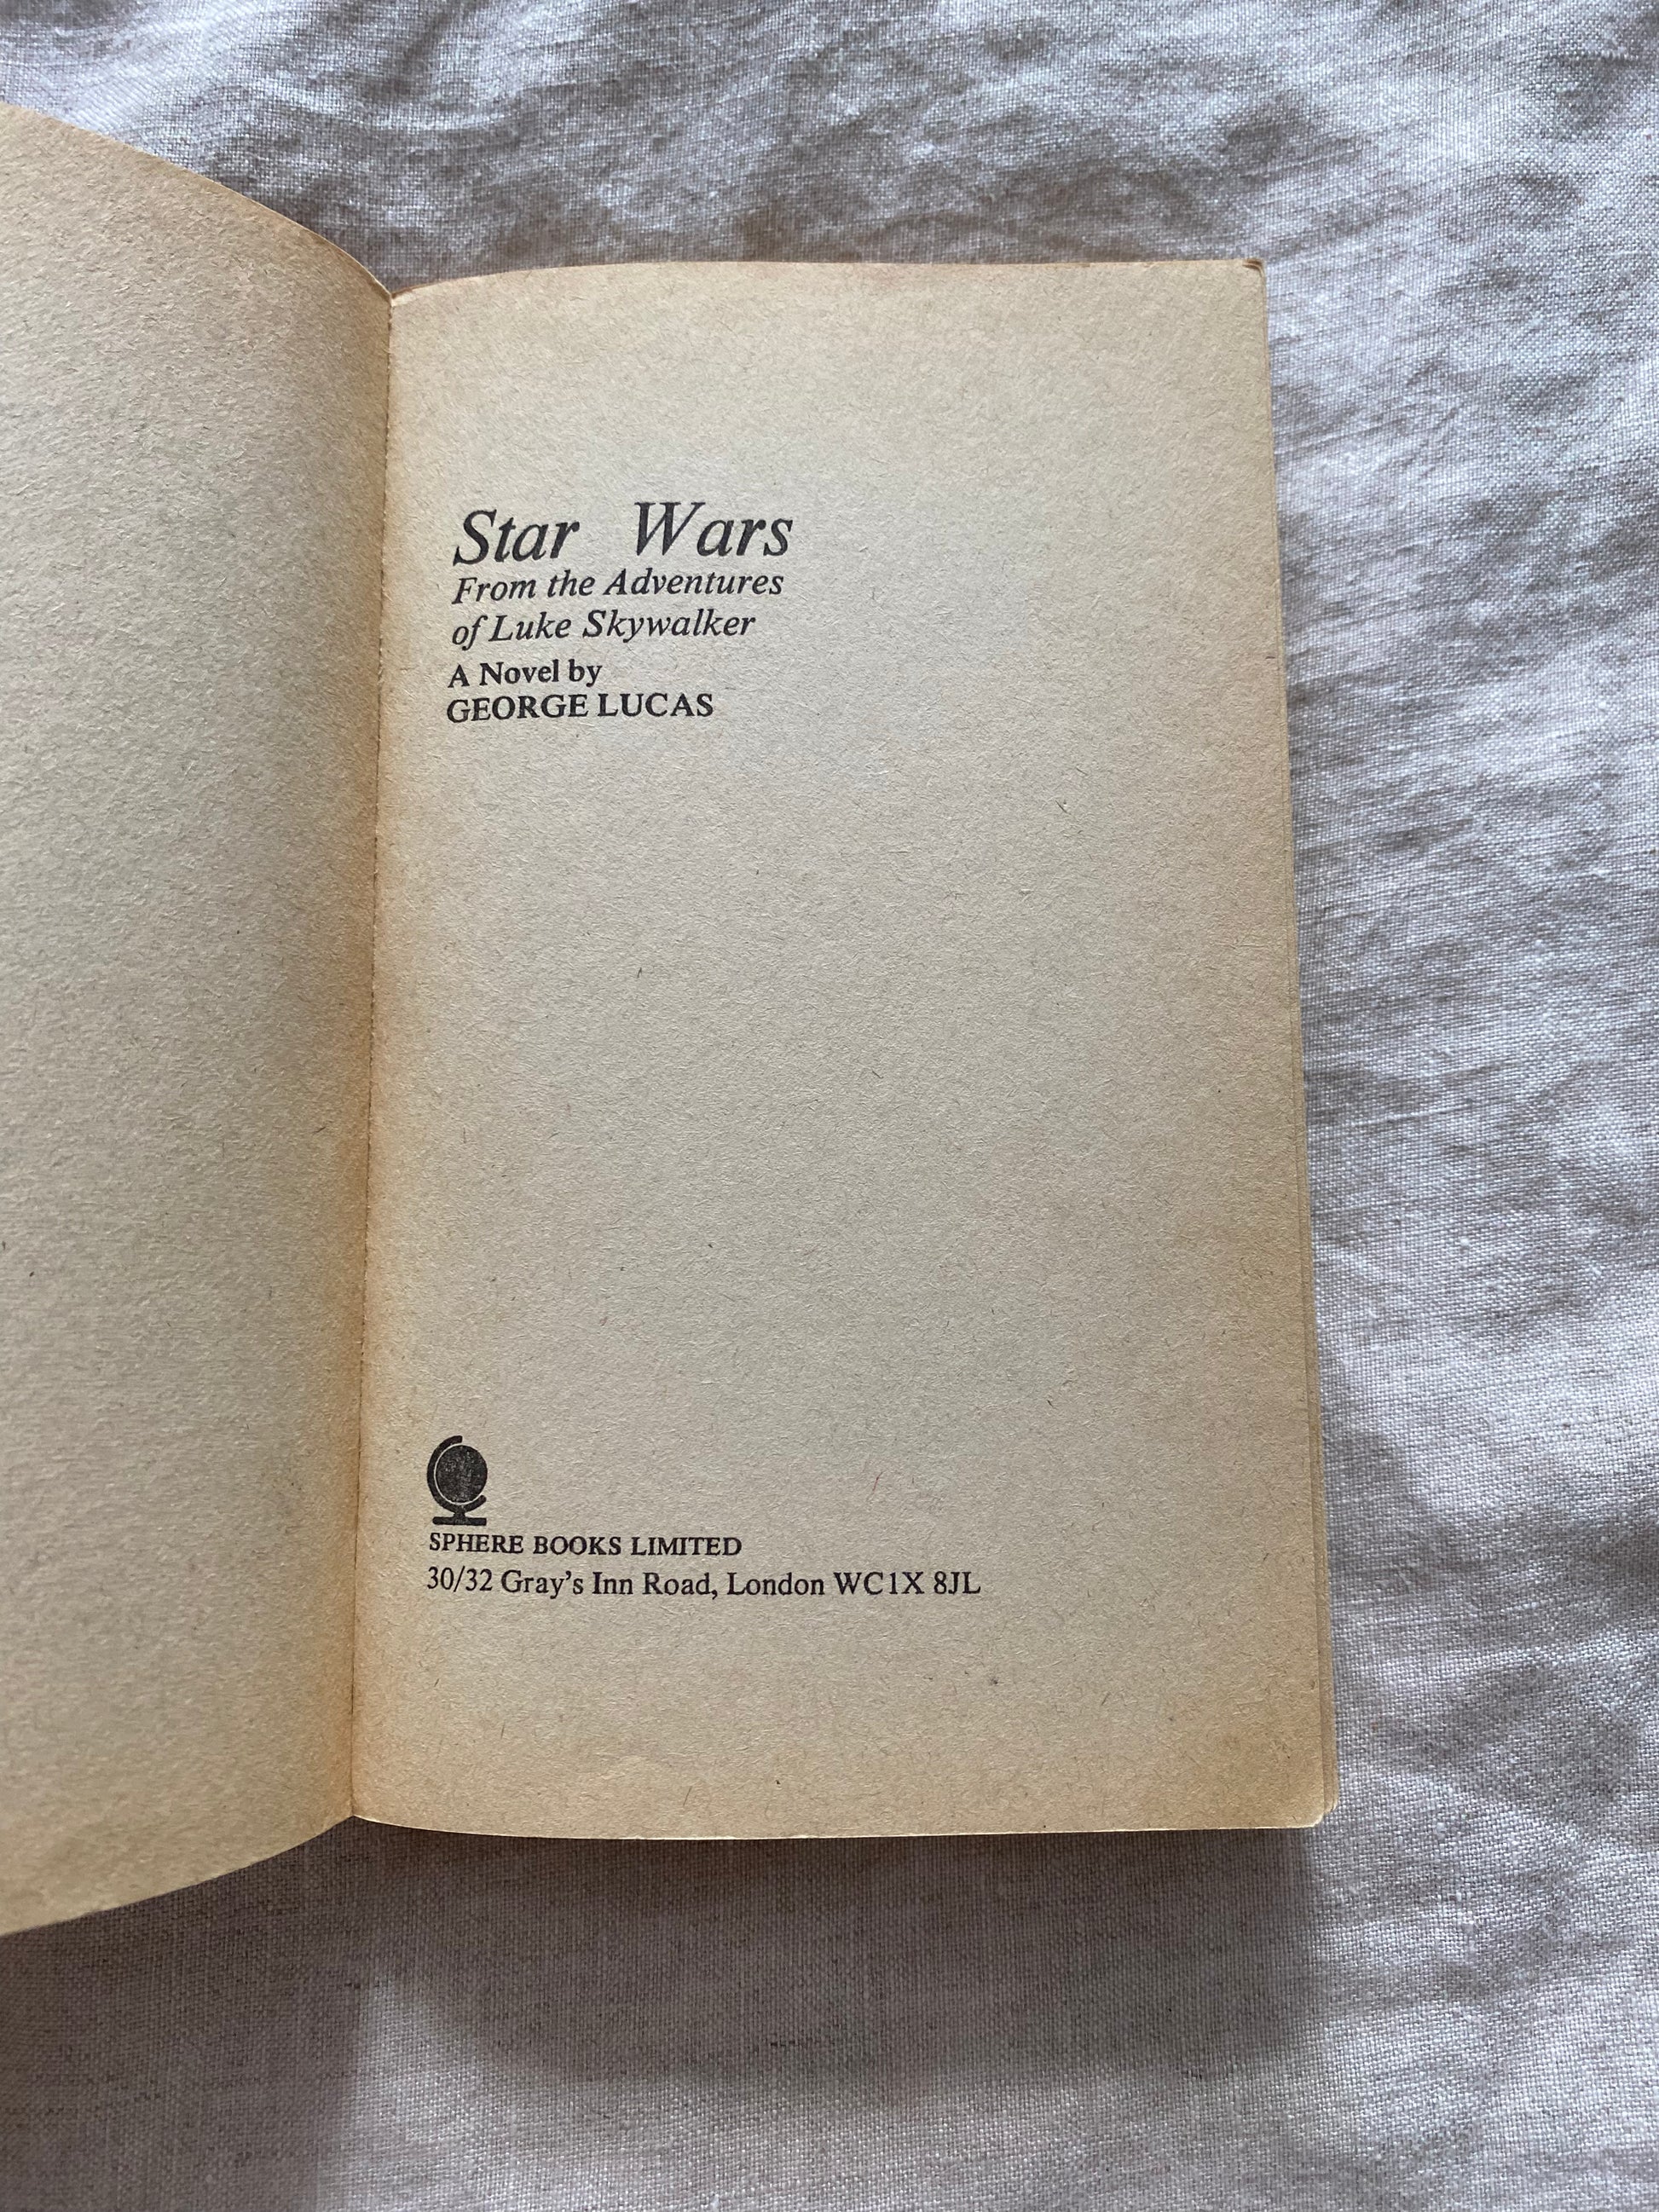 Star Wars
From the Adventures
of Luke Skywalker
A Novel by
GEORGE LUCAS
SPHERE BOOKS LIMITED
30/32 Gray's Inn Road, London WC1X 8JL